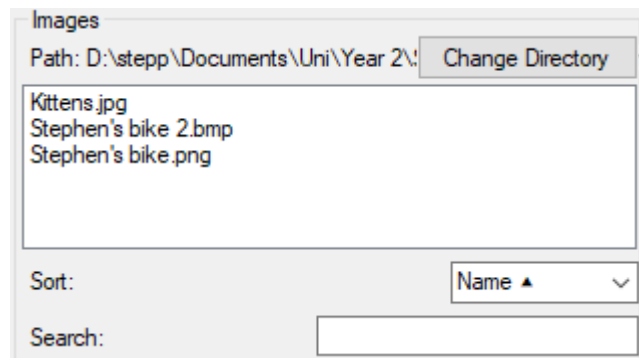 Images
Path: D:\stepp\Documents\Uni\Year 2\ Change Directory
Kittens.jpg
Stephen's bike 2.bmp
Stephen's bike.png
Sort: Name ▲
Search: